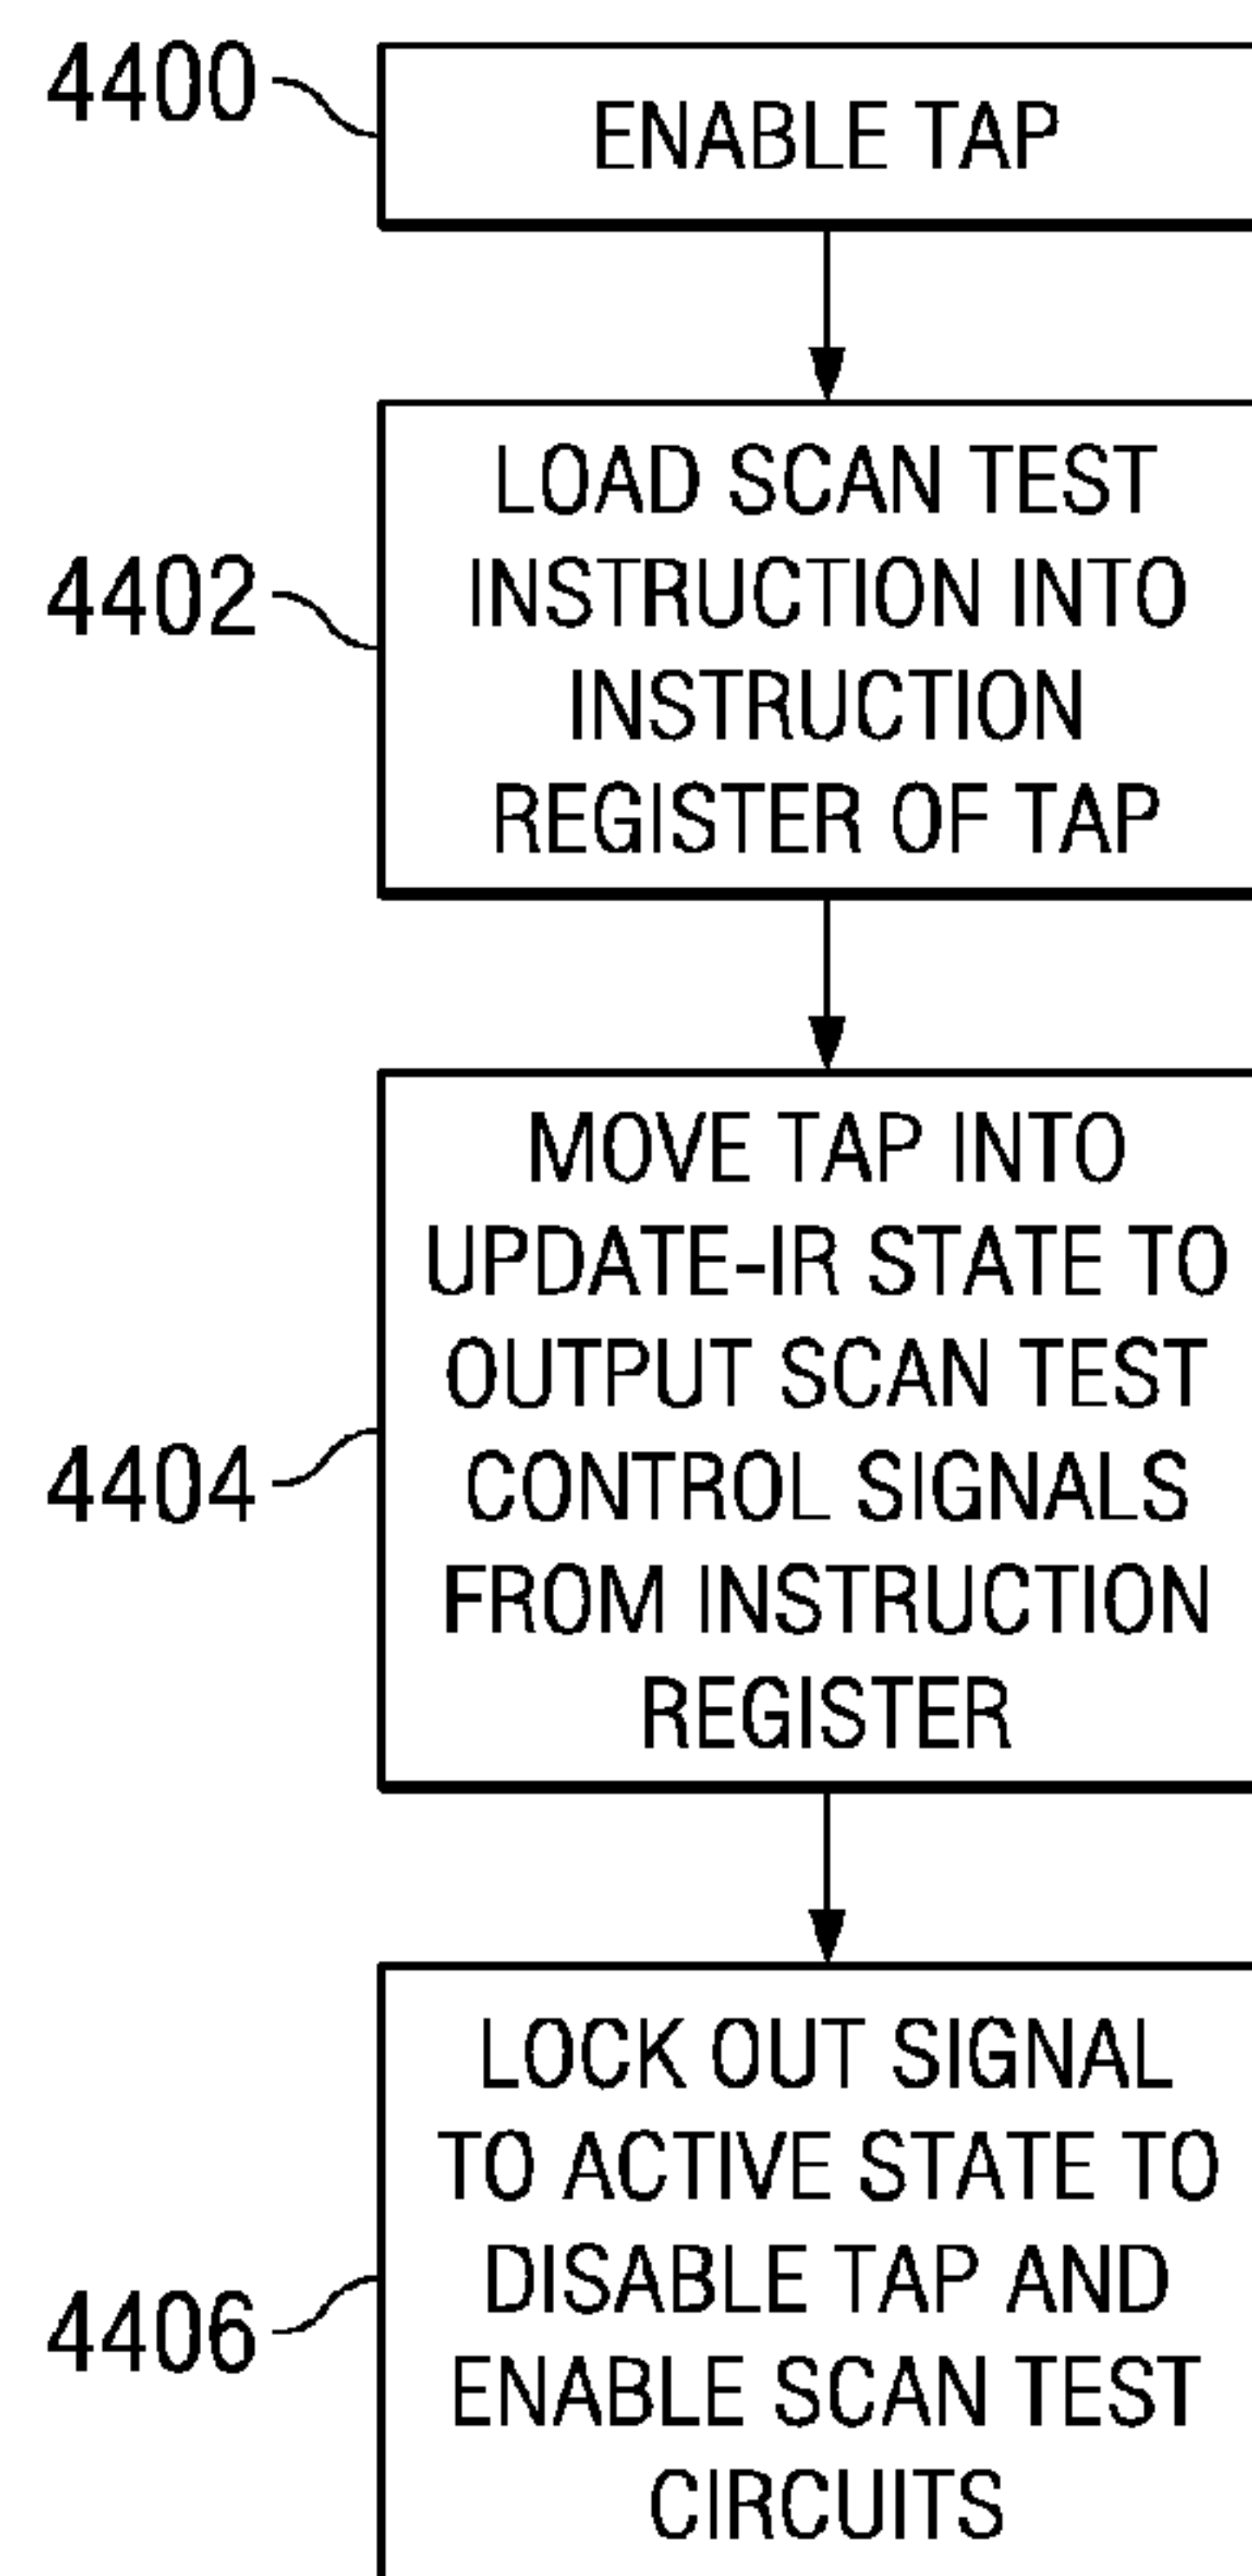 4400
ENABLE TAP
4402
LOAD SCAN TEST
INSTRUCTION INTO
INSTRUCTION
REGISTER OF TAP
4404
MOVE TAP INTO
UPDATE-IR STATE TO
OUTPUT SCAN TEST
CONTROL SIGNALS
FROM INSTRUCTION
REGISTER
4406
LOCK OUT SIGNAL
TO ACTIVE STATE TO
DISABLE TAP AND
ENABLE SCAN TEST
CIRCUITS